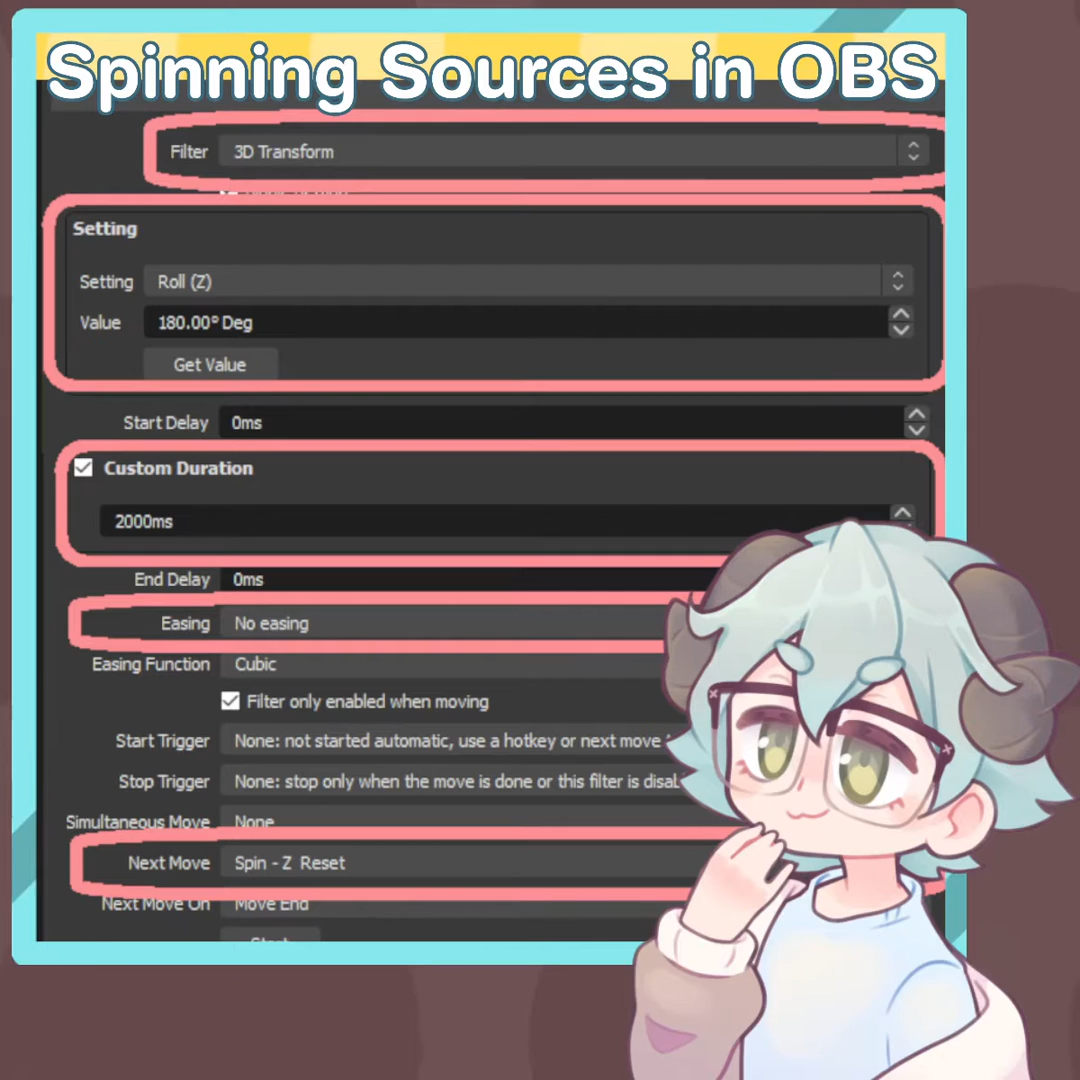 Spinning Sources in OBS
Filter 3D Transform
Setting
Setting Roll (Z)
Value 180.00º Deg
Get Value
Start Delay 0ms
Custom Duration
2000ms
End Delay 0ms
Easing No easing
Easing Function Cubic
Filter only enabled when moving
Start Trigger None: not started automatic, use a hotkey or next move
Stop Trigger None: stop only when the move is done or this filter is
Simultaneous Move None
Next Move Spin - Z Reset
Next Move On Move End